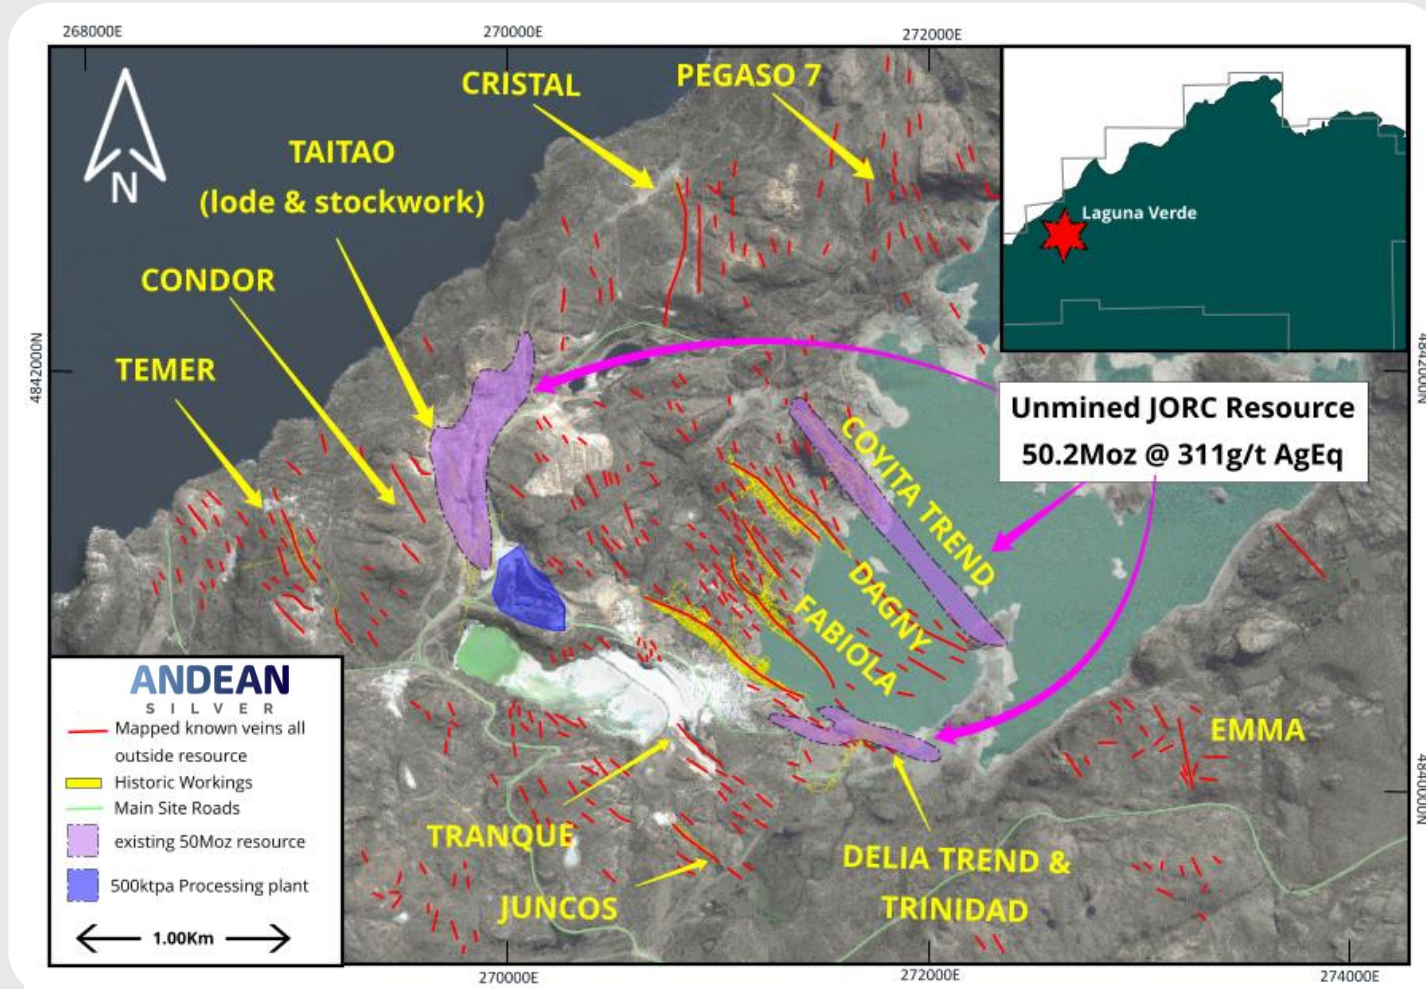 268000E
270000E
272000E
CRISTAL
PEGASO 7
TAITAO
(lode & stockwork)
N
CONDOR
TEMER
Laguna Verde
4842000N
4842000N
Unmined JORC Resource
50.2Moz @ 311g/t AgEq
COYITA TREND
DAGNY
FABIOLA
EMMA
TRANQUE
JUNCOS
DELIA TREND &
TRINIDAD
4840000N
ANDEAN
SILVER
Mapped known veins all
outside resource
Historic Workings
Main Site Roads
existing 50Moz resource
500ktpa Processing plant
1.00Km
270000E
272000E
274000E